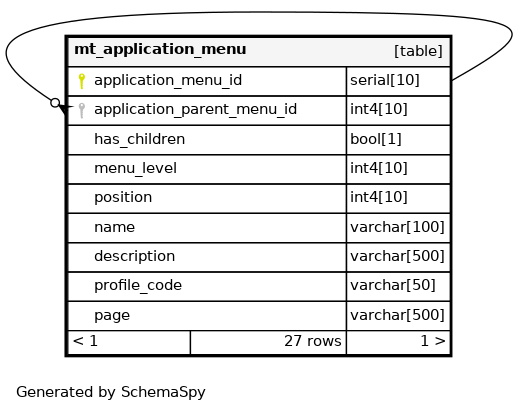 mt_application_menu [table]
application_menu_id serial[10]
application_parent_menu_id int4[10]
has_children bool[1]
menu_level int4[10]
position int4[10]
name varchar[100]
description varchar[500]
profile_code varchar[50]
page varchar[500]
< 1 27 rows 1 >
Generated by SchemaSpy